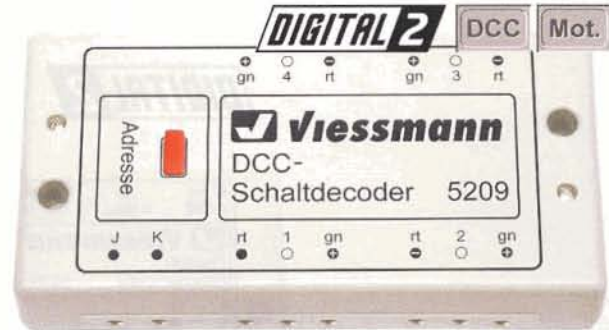 DIGITAL 2 DCC Mot.
gn 4 rt gn 3 rt
Adresse
Viessmann
DCC-
Schaltdecoder 5209
J K rt 1 gn rt 2 gn